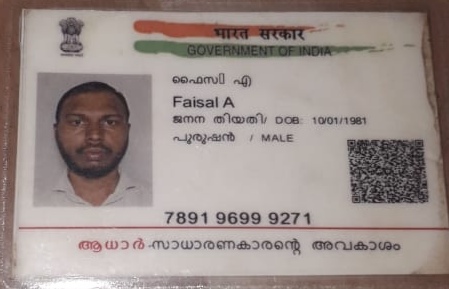 भारत सरकार
GOVERNMENT OF INDIA
ഫൈസി എ
Faisal A
ജനന തിയതി/ DOB: 10/01/1981
പുരുഷൻ / MALE
7891 9699 9271
ആധാർ-സാധാരണകാരന്റെ അവകാശം